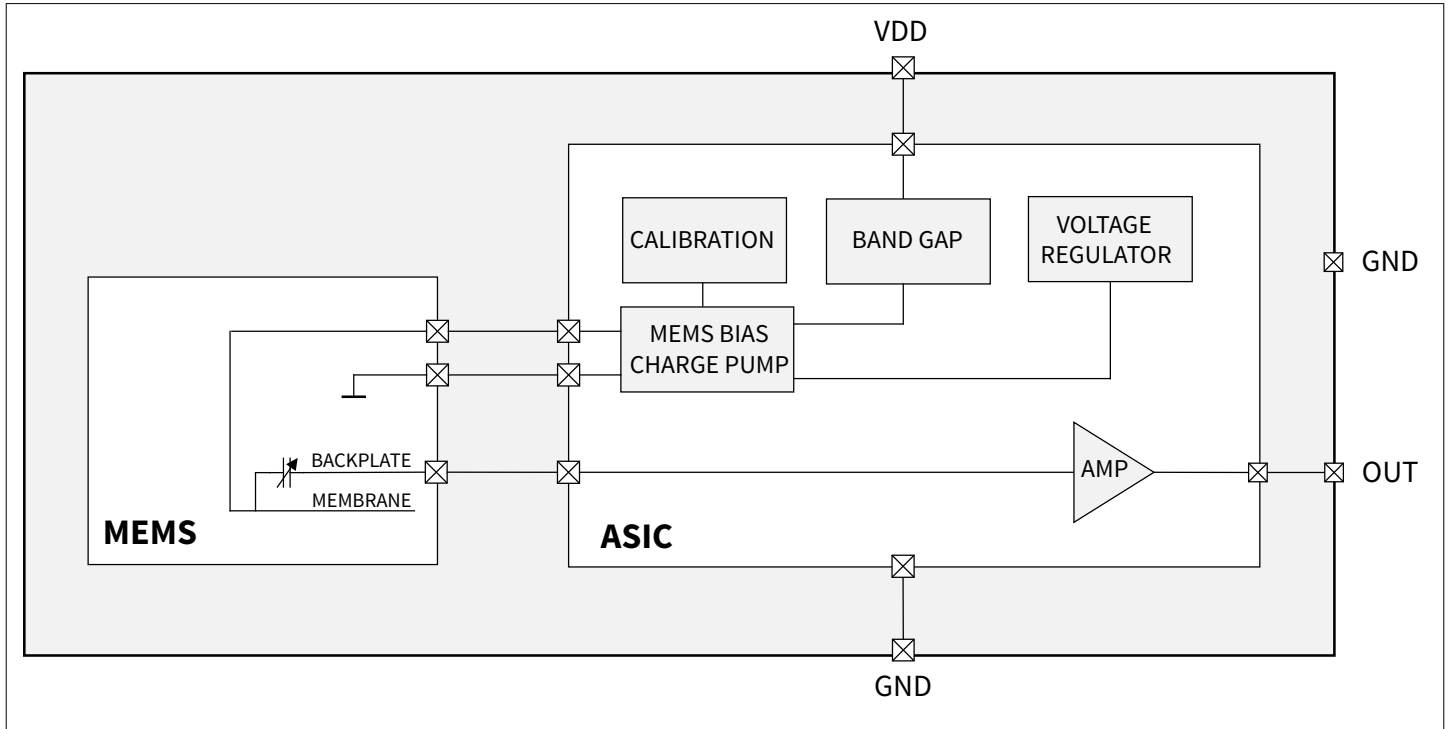 VDD
CALIBRATION
BAND GAP
VOLTAGE
REGULATOR
GND
MEMS BIAS
CHARGE PUMP
BACKPLATE
MEMBRANE
MEMS
AMP
OUT
ASIC
GND